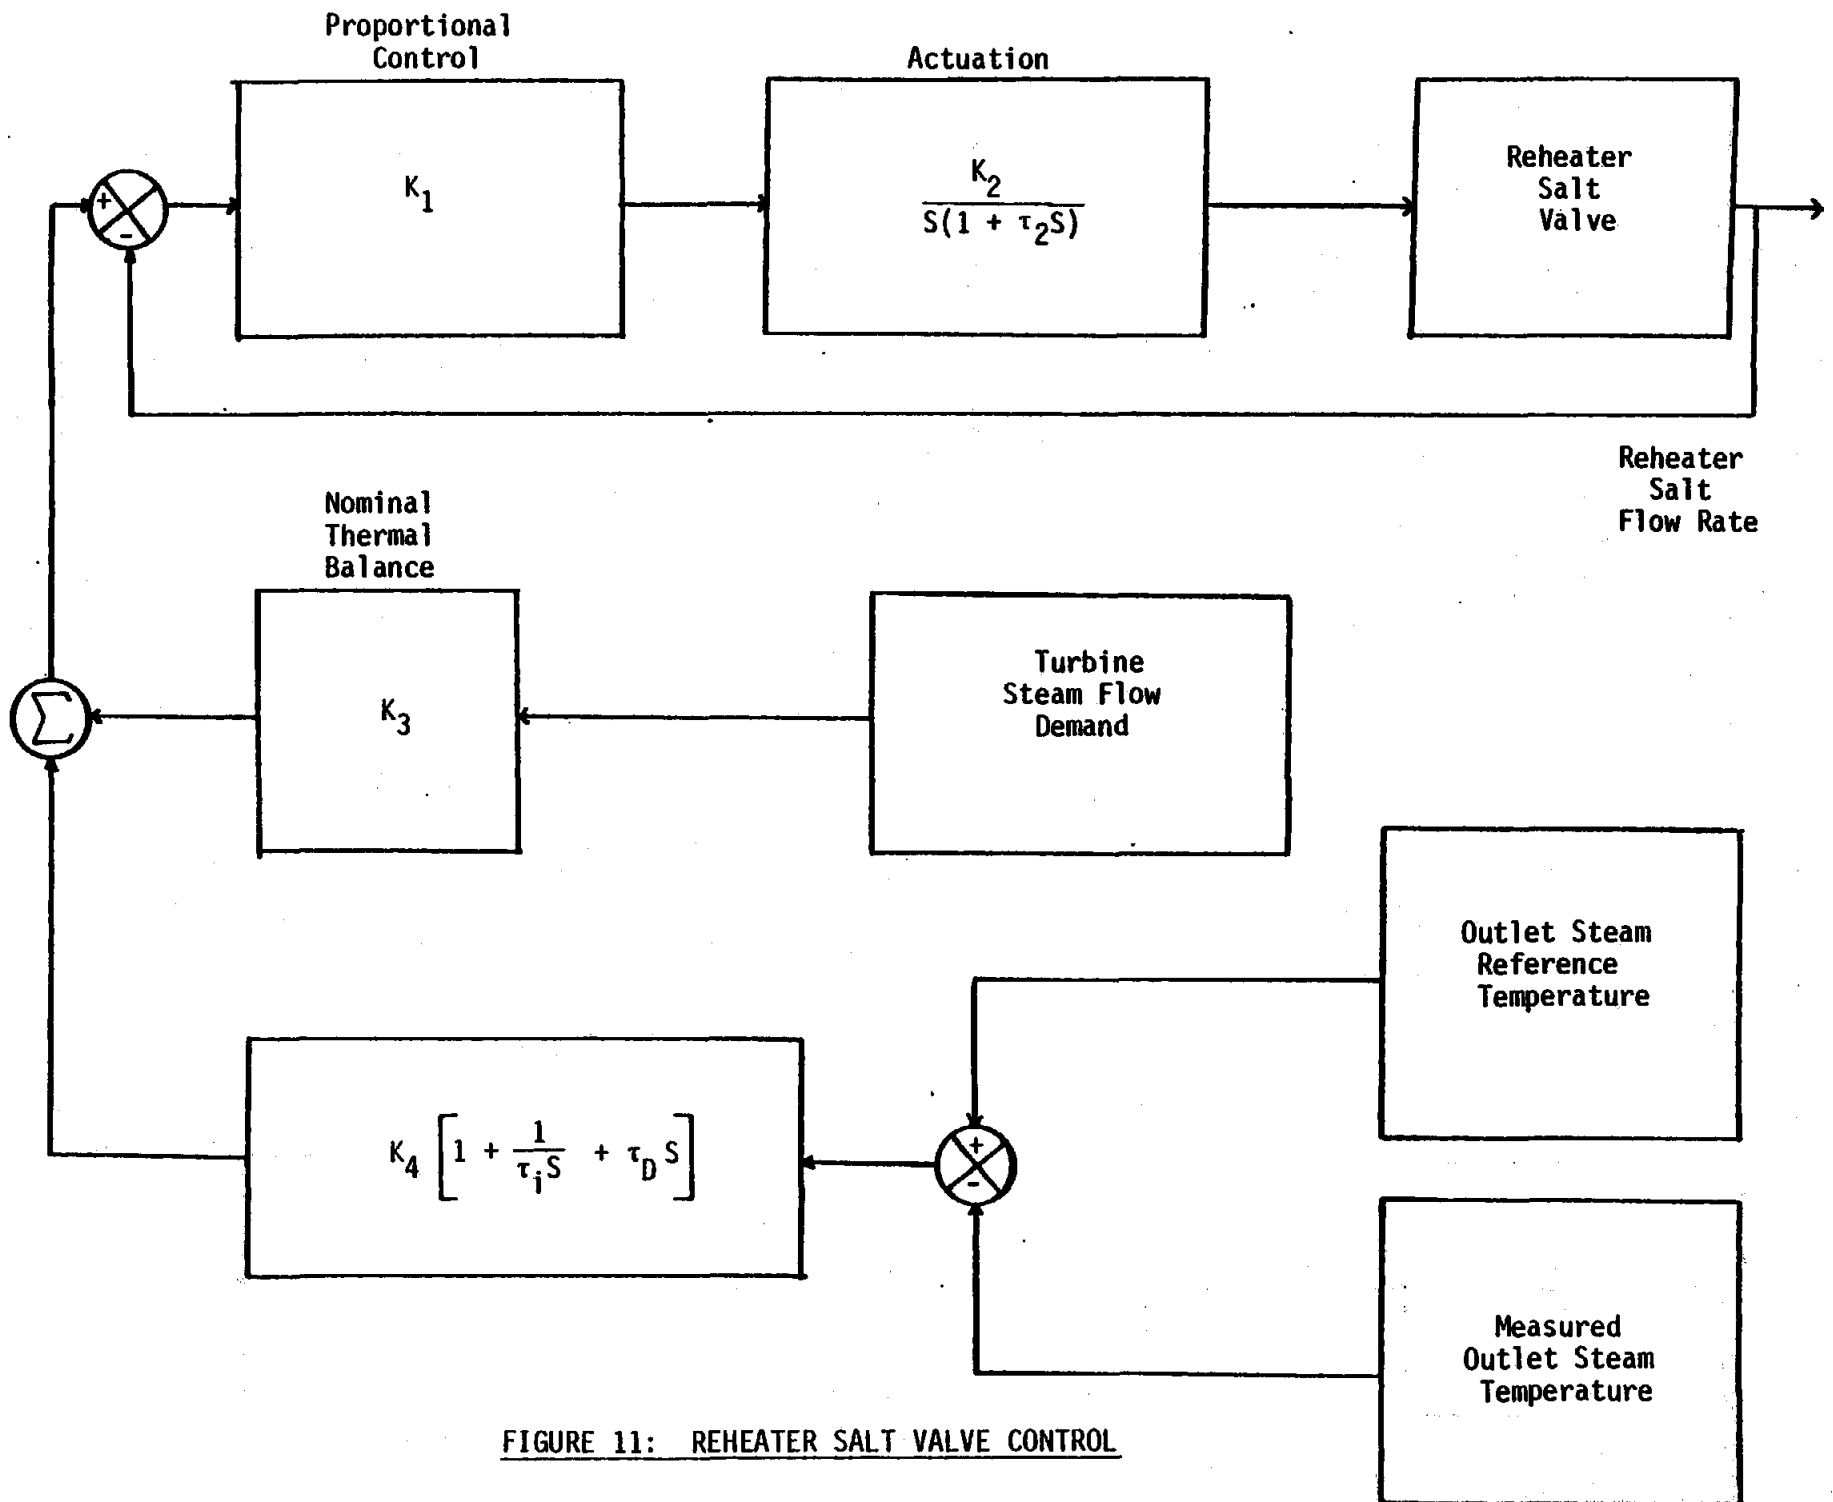 Proportional
Control
Actuation
K1
K2
S(1 + τ2S)
Reheater
Salt
Valve
+
-
Reheater
Salt
Flow Rate
Nominal
Thermal
Balance
Σ
K3
Turbine
Steam Flow
Demand
Outlet Steam
Reference
Temperature
K4 [1 + 1/τiS + τD S]
+
-
Measured
Outlet Steam
Temperature
FIGURE 11: REHEATER SALT VALVE CONTROL